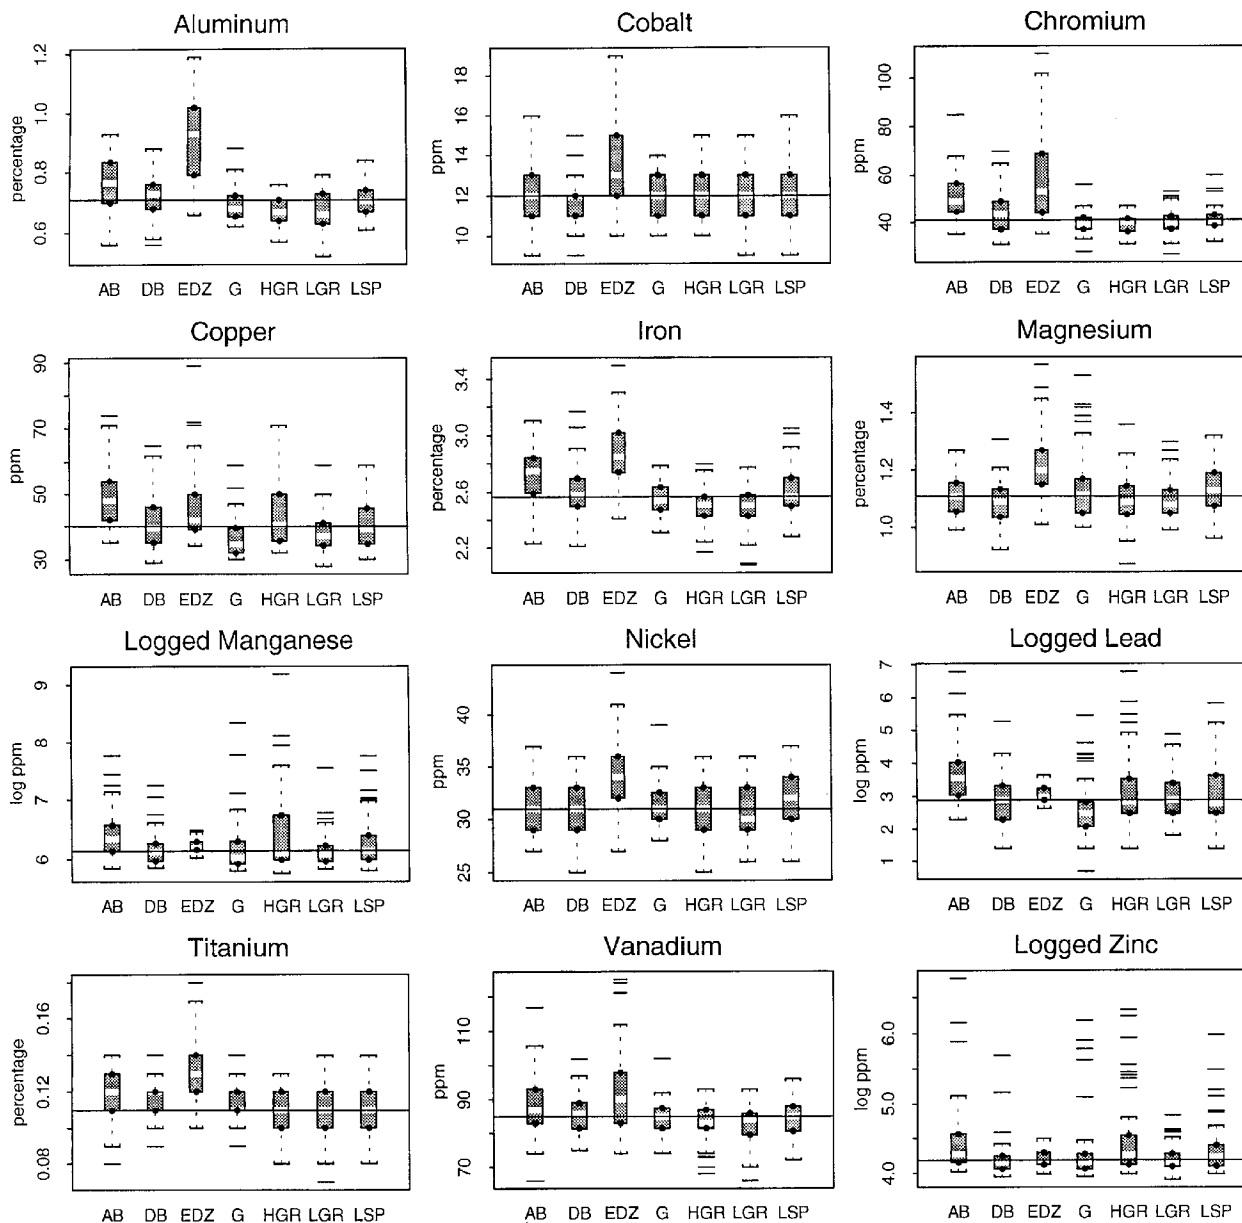 Aluminum
percentage
0.6 0.8 1.0 1.2
AB DB EDZ G HGR LGR LSP
Cobalt
ppm
10 12 14 16 18
AB DB EDZ G HGR LGR LSP
Chromium
ppm
40 60 80 100
AB DB EDZ G HGR LGR LSP
Copper
ppm
30 50 70 90
AB DB EDZ G HGR LGR LSP
Iron
percentage
2.2 2.6 3.0 3.4
AB DB EDZ G HGR LGR LSP
Magnesium
percentage
1.0 1.2 1.4
AB DB EDZ G HGR LGR LSP
Logged Manganese
log ppm
6 7 8 9
AB DB EDZ G HGR LGR LSP
Nickel
ppm
25 30 35 40
AB DB EDZ G HGR LGR LSP
Logged Lead
log ppm
1 2 3 4 5 6 7
AB DB EDZ G HGR LGR LSP
Titanium
percentage
0.08 0.12 0.16
AB DB EDZ G HGR LGR LSP
Vanadium
ppm
70 90 110
AB DB EDZ G HGR LGR LSP
Logged Zinc
log ppm
4.0 5.0 6.0
AB DB EDZ G HGR LGR LSP